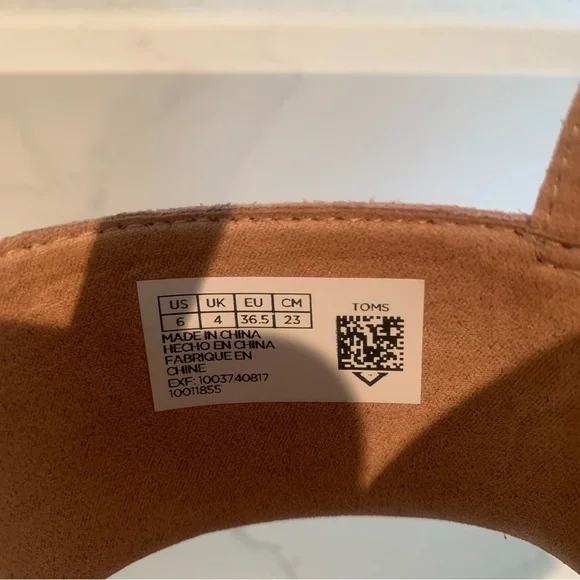 US UK EU CM
6 4 36.5 23
MADE IN CHINA
HECHO EN CHINA
FABRIQUE EN
CHINE
EXF: 1003740817
10011855
TOMS